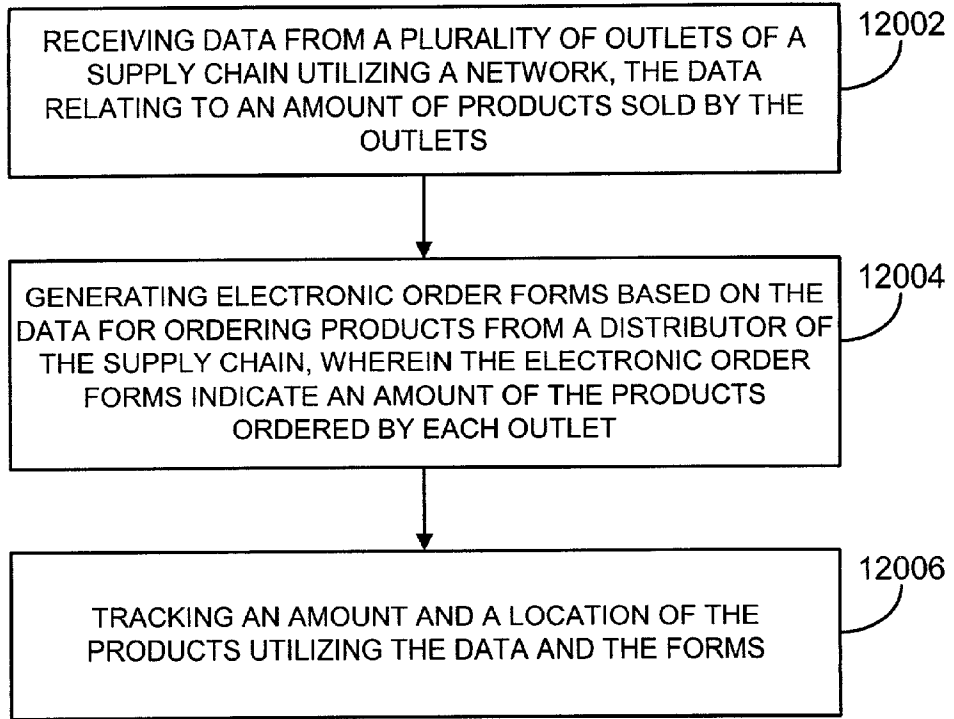 12002
RECEIVING DATA FROM A PLURALITY OF OUTLETS OF A
SUPPLY CHAIN UTILIZING A NETWORK, THE DATA
RELATING TO AN AMOUNT OF PRODUCTS SOLD BY THE
OUTLETS
12004
GENERATING ELECTRONIC ORDER FORMS BASED ON THE
DATA FOR ORDERING PRODUCTS FROM A DISTRIBUTOR OF
THE SUPPLY CHAIN, WHEREIN THE ELECTRONIC ORDER
FORMS INDICATE AN AMOUNT OF THE PRODUCTS
ORDERED BY EACH OUTLET
12006
TRACKING AN AMOUNT AND A LOCATION OF THE
PRODUCTS UTILIZING THE DATA AND THE FORMS